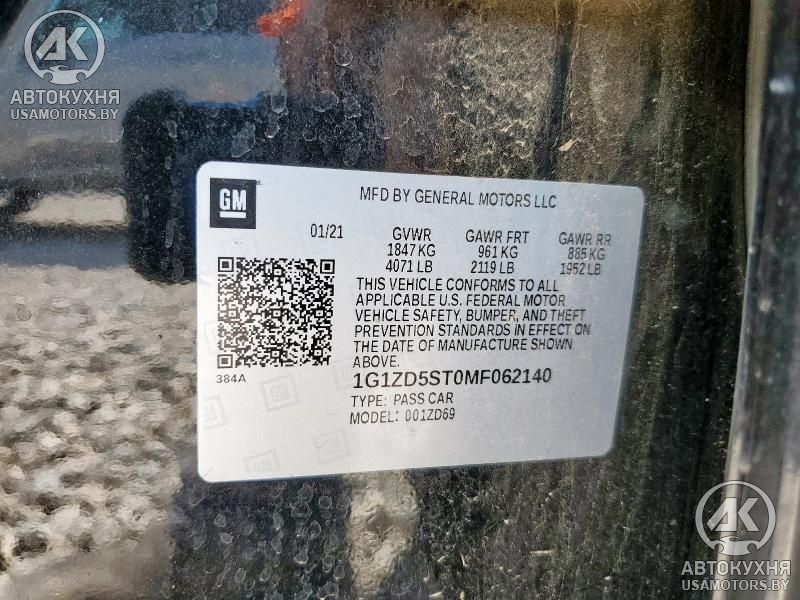 AK
АВТОКУХНЯ
USAMOTORS.BY
GM
MFD BY GENERAL MOTORS LLC
01/21 GVWR GAWR FRT GAWR RR
1847 KG 961 KG 885 KG
4071 LB 2119 LB 1952 LB
THIS VEHICLE CONFORMS TO ALL
APPLICABLE U.S. FEDERAL MOTOR
VEHICLE SAFETY, BUMPER, AND THEFT
PREVENTION STANDARDS IN EFFECT ON
THE DATE OF MANUFACTURE SHOWN
ABOVE.
384A
1G1ZD5ST0MF062140
TYPE: PASS CAR
MODEL: 001ZD69
AK
АВТОКУХНЯ
USAMOTORS.BY